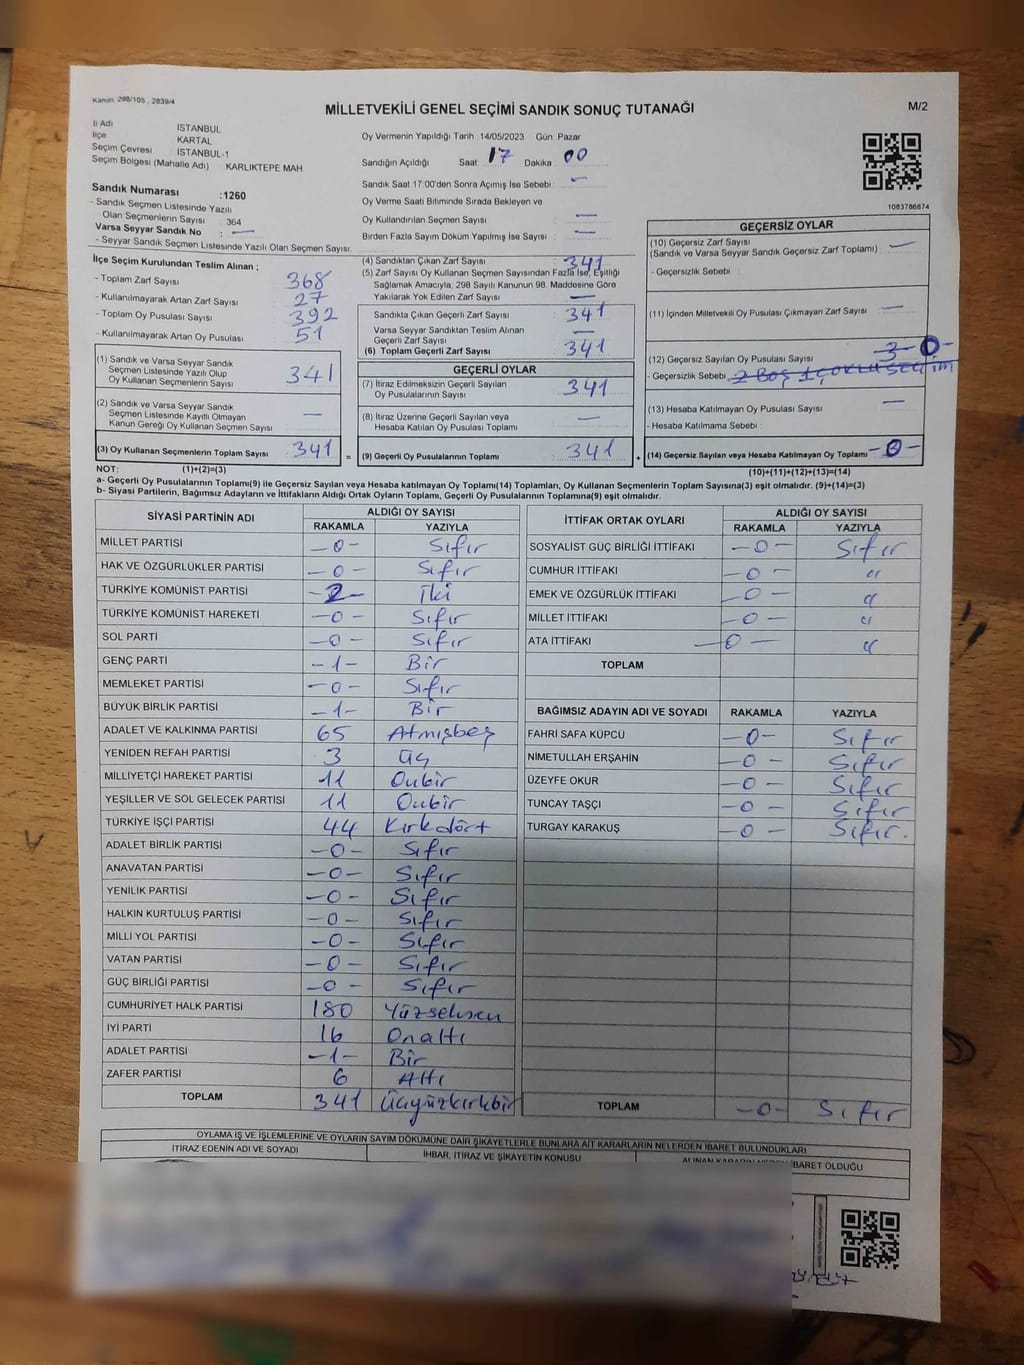 Kanun: 298/105 , 2839/4
MİLLETVEKİLİ GENEL SEÇİMİ SANDIK SONUÇ TUTANAĞI
M/2
İl Adı İSTANBUL
İlçe KARTAL
Seçim Çevresi : İSTANBUL-1
Seçim Bölgesi (Mahalle Adı) KARLIKTEPE MAH
Sandık Numarası :1260
- Sandık Seçmen Listesinde Yazılı
Olan Seçmenlerin Sayısı : 364
Varsa Seyyar Sandık No : —
- Seyyar Sandık Seçmen Listesinde Yazılı Olan Seçmen Sayısı
Oy Vermenin Yapıldığı Tarih 14/05/2023 Gün Pazar
Sandığın Açıldığı Saat 17 Dakika 00
Sandık Saat 17:00'den Sonra Açımış İse Sebebi : —
Oy Verme Saati Bitiminde Sırada Bekleyen ve
Oy Kullandırılan Seçmen Sayısı : —
Birden Fazla Sayım Döküm Yapılmış İse Sayısı : —
1083786874
İlçe Seçim Kurulundan Teslim Alınan ;
- Toplam Zarf Sayısı 368
- Kullanılmayarak Artan Zarf Sayısı 27
- Toplam Oy Pusulası Sayısı 392
- Kullanılmayarak Artan Oy Pusulası 51
(1) Sandık ve Varsa Seyyar Sandık
Seçmen Listesinde Yazılı Olup
Oy Kullanan Seçmenlerin Sayısı 341
(2) Sandık ve Varsa Seyyar Sandık
Seçmen Listesinde Kayıtlı Olmayan
Kanun Gereği Oy Kullanan Seçmen Sayısı —
(3) Oy Kullanan Seçmenlerin Toplam Sayısı 341 =
(4) Sandıktan Çıkan Zarf Sayısı 341
(5) Zarf Sayısı Oy Kullanan Seçmen Sayısından Fazla İse, Eşitliği
Sağlamak Amacıyla, 298 Sayılı Kanunun 98. Maddesine Göre
Yakılarak Yok Edilen Zarf Sayısı —
Sandıkta Çıkan Geçerli Zarf Sayısı 341
Varsa Seyyar Sandıktan Teslim Alınan
Geçerli Zarf Sayısı —
(6) Toplam Geçerli Zarf Sayısı 341
GEÇERLİ OYLAR
(7) İtiraz Edilmeksizin Geçerli Sayılan
Oy Pusulalarının Sayısı 341
(8) İtiraz Üzerine Geçerli Sayılan veya
Hesaba Katılan Oy Pusulası Toplamı —
(9) Geçerli Oy Pusulalarının Toplamı 341 +
GEÇERSİZ OYLAR
(10) Geçersiz Zarf Sayısı —
(Sandık ve Varsa Seyyar Sandık Geçersiz Zarf Toplamı)
- Geçersizlik Sebebi :
(11) İçinden Milletvekili Oy Pusulası Çıkmayan Zarf Sayısı —
(12) Geçersiz Sayılan Oy Pusulası Sayısı 3 -0-
- Geçersizlik Sebebi 2 Boş 1 ÇOKLU SEÇİM
(13) Hesaba Katılmayan Oy Pusulası Sayısı —
- Hesaba Katılmama Sebebi
(14) Geçersiz Sayılan veya Hesaba Katılmayan Oy Toplamı -0-
NOT: (1)+(2)=(3) (10)+(11)+(12)+(13)=(14)
a- Geçerli Oy Pusulalarının Toplamı(9) ile Geçersiz Sayılan veya Hesaba katılmayan Oy Toplamı(14) Toplamları, Oy Kullanan Seçmenlerin Toplam Sayısına(3) eşit olmalıdır. (9)+(14)=(3)
b- Siyasi Partilerin, Bağımsız Adayların ve İttifakların Aldığı Ortak Oyların Toplamı, Geçerli Oy Pusulalarının Toplamına(9) eşit olmalıdır.
SİYASİ PARTİNİN ADI ALDIĞI OY SAYISI
RAKAMLA YAZIYLA
MİLLET PARTİSİ -0- Sıfır
HAK VE ÖZGÜRLÜKLER PARTİSİ -0- Sıfır
TÜRKİYE KOMÜNİST PARTİSİ -2- İki
TÜRKİYE KOMÜNİST HAREKETİ -0- Sıfır
SOL PARTİ -0- Sıfır
GENÇ PARTİ -1- Bir
MEMLEKET PARTİSİ -0- Sıfır
BÜYÜK BİRLİK PARTİSİ -1- Bir
ADALET VE KALKINMA PARTİSİ 65 Atmışbeş
YENİDEN REFAH PARTİSİ 3 üç
MİLLİYETÇİ HAREKET PARTİSİ 11 Onbir
YEŞİLLER VE SOL GELECEK PARTİSİ 11 Onbir
TÜRKİYE İŞÇİ PARTİSİ 44 Kırkdört
ADALET BİRLİK PARTİSİ -0- Sıfır
ANAVATAN PARTİSİ -0- Sıfır
YENİLİK PARTİSİ -0- Sıfır
HALKIN KURTULUŞ PARTİSİ -0- Sıfır
MİLLİ YOL PARTİSİ -0- Sıfır
VATAN PARTİSİ -0- Sıfır
GÜÇ BİRLİĞİ PARTİSİ -0- Sıfır
CUMHURİYET HALK PARTİSİ 180 Yüzseksen
İYİ PARTİ 16 Onaltı
ADALET PARTİSİ -1- Bir
ZAFER PARTİSİ 6 Altı
TOPLAM 341 Üçyüzkırkbir
İTTİFAK ORTAK OYLARI ALDIĞI OY SAYISI
RAKAMLA YAZIYLA
SOSYALİST GÜÇ BİRLİĞİ İTTİFAKI -0- Sıfır
CUMHUR İTTİFAKI -0- "
EMEK VE ÖZGÜRLÜK İTTİFAKI -0- "
MİLLET İTTİFAKI -0- "
ATA İTTİFAKI -0- "
TOPLAM
BAĞIMSIZ ADAYIN ADI VE SOYADI RAKAMLA YAZIYLA
FAHRİ SAFA KÜPCÜ -0- Sıfır
NİMETULLAH ERŞAHİN -0- Sıfır
ÜZEYFE OKUR -0- Sıfır
TUNCAY TAŞÇI -0- Sıfır
TURGAY KARAKUŞ -0- Sıfır.
TOPLAM -0- Sıfır
OYLAMA İŞ VE İŞLEMLERİNE VE OYLARIN SAYIM DÖKÜMÜNE DAİR ŞİKAYETLERLE BUNLARA AİT KARARLARIN NELERDEN İBARET BULUNDUKLARI
İTİRAZ EDENİN ADI VE SOYADI İHBAR, İTİRAZ VE ŞİKAYETİN KONUSU ALINAN KARARIN NEDEN İBARET OLDUĞU